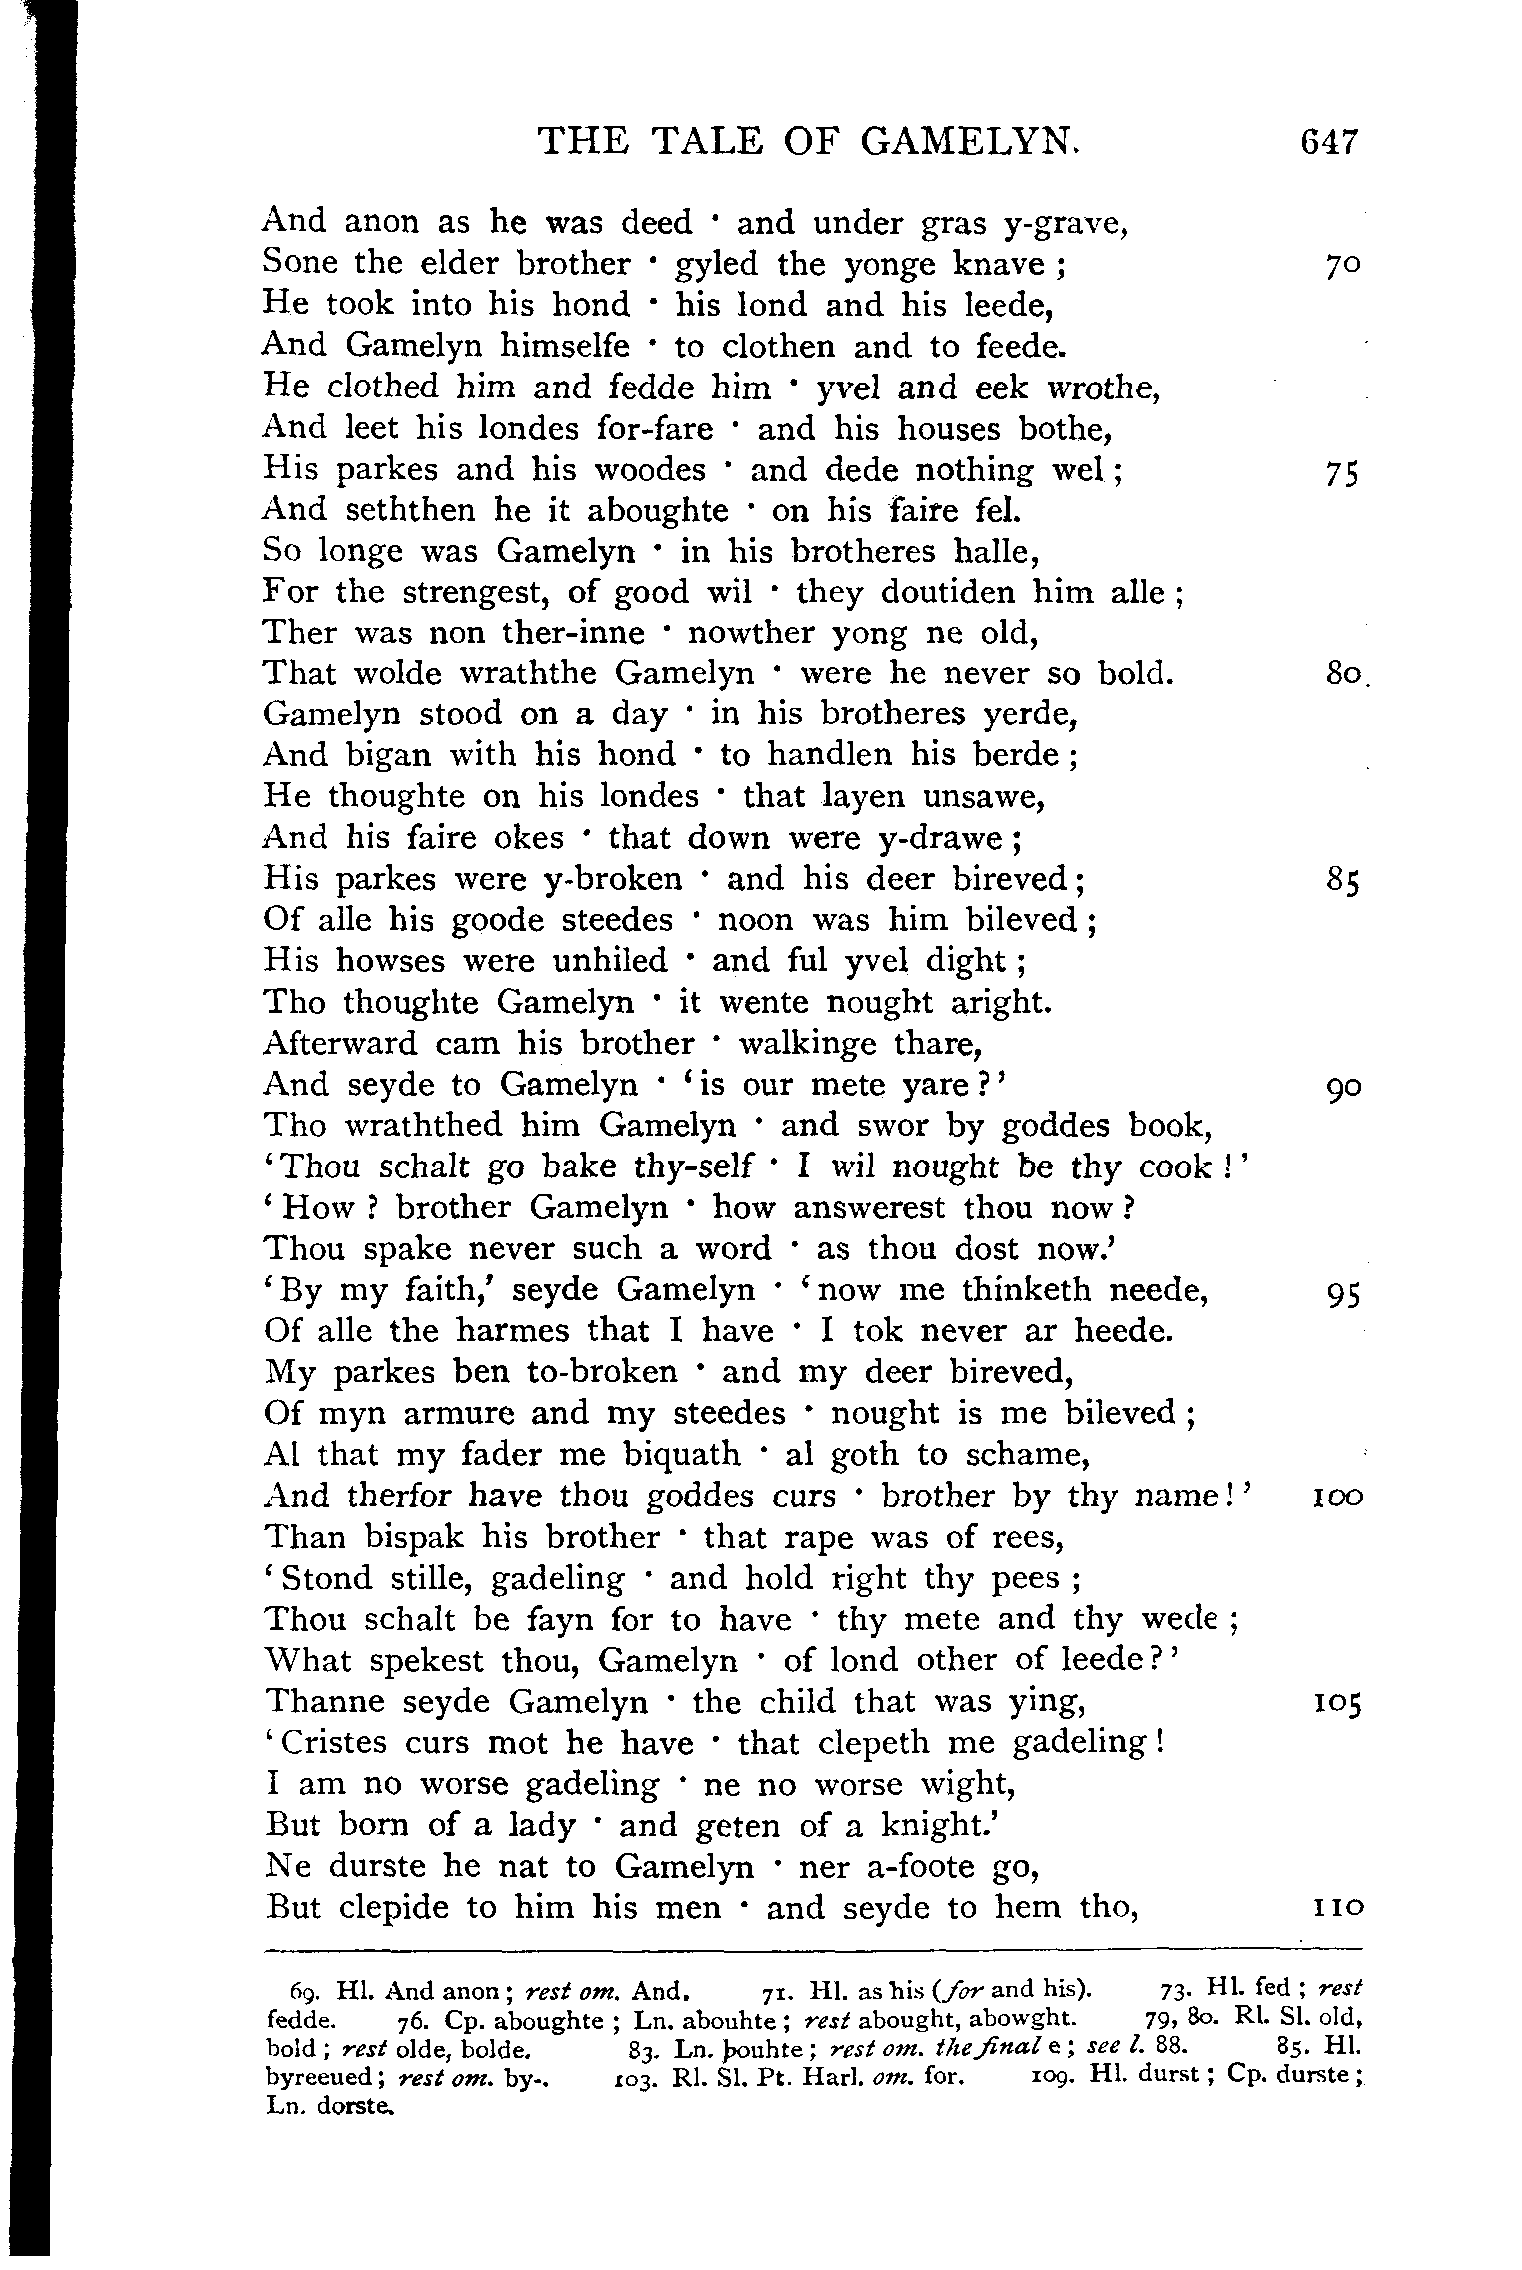 THE TALE OF GAMELYN. 647
And anon as he was deed · and under gras y-grave,
Sone the elder brother · gyled the yonge knave ; 70
He took into his hond · his lond and his leede,
And Gamelyn himselfe · to clothen and to feede.
He clothed him and fedde him · yvel and eek wrothe,
And leet his londes for-fare · and his houses bothe,
His parkes and his woodes · and dede nothing wel ; 75
And seththen he it aboughte · on his faire fel.
So longe was Gamelyn · in his brotheres halle,
For the strengest, of good wil · they doutiden him alle ;
Ther was non ther-inne · nowther yong ne old,
That wolde wraththe Gamelyn · were he never so bold. 80
Gamelyn stood on a day · in his brotheres yerde,
And bigan with his hond · to handlen his berde ;
He thoughte on his londes · that layen unsawe,
And his faire okes · that down were y-drawe ;
His parkes were y-broken · and his deer bireved ; 85
Of alle his goode steedes · noon was him bileved ;
His howses were unhiled · and ful yvel dight ;
Tho thoughte Gamelyn · it wente nought aright.
Afterward cam his brother · walkinge thare,
And seyde to Gamelyn · ‘is our mete yare?’ 90
Tho wraththed him Gamelyn · and swor by goddes book,
‘Thou schalt go bake thy-self · I wil nought be thy cook !’
‘How ? brother Gamelyn · how answerest thou now ?
Thou spake never such a word · as thou dost now.’
‘By my faith,’ seyde Gamelyn · ‘now me thinketh neede, 95
Of alle the harmes that I have · I tok never ar heede.
My parkes ben to-broken · and my deer bireved,
Of myn armure and my steedes · nought is me bileved ;
Al that my fader me biquath · al goth to schame,
And therfor have thou goddes curs · brother by thy name!’ 100
Than bispak his brother · that rape was of rees,
‘Stond stille, gadeling · and hold right thy pees ;
Thou schalt be fayn for to have · thy mete and thy wede ;
What spekest thou, Gamelyn · of lond other of leede?’
Thanne seyde Gamelyn · the child that was ying, 105
‘Cristes curs mot he have · that clepeth me gadeling !
I am no worse gadeling · ne no worse wight,
But born of a lady · and geten of a knight.’
Ne durste he nat to Gamelyn · ner a-foote go,
But clepide to him his men · and seyde to hem tho, 110
69. Hl. And anon ; rest om. And. 71. Hl. as his (for and his). 73. Hl. fed ; rest
fedde. 76. Cp. aboughte ; Ln. abouhte ; rest abought, abowght. 79, 80. Rl. Sl. old,
bold ; rest olde, bolde. 83. Ln. þouhte ; rest om. the final e ; see l. 88. 85. Hl.
byreeued ; rest om. by-. 103. Rl. Sl. Pt. Harl. om. for. 109. Hl. durst ; Cp. durste ;
Ln. dorste.